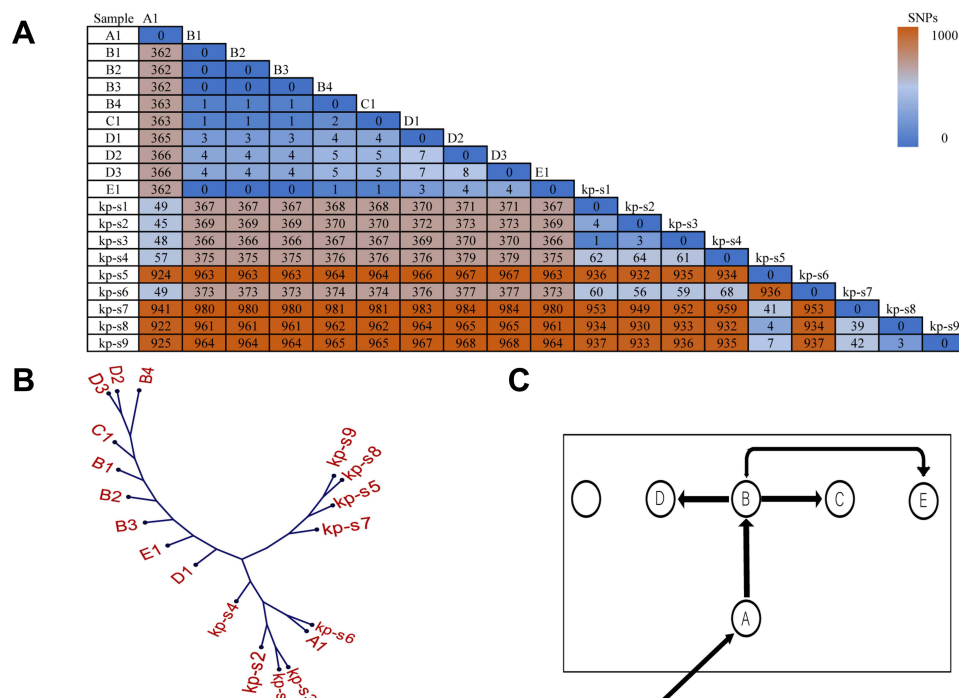 A
SNPs
1000
0
Sample A1
A1 0 B1
B1 362 0 B2
B2 362 0 0 B3
B3 362 0 0 0 B4
B4 363 1 1 1 0 C1
C1 363 1 1 1 2 0 D1
D1 365 3 3 3 4 4 0 D2
D2 366 4 4 4 5 5 7 0 D3
D3 366 4 4 4 5 5 7 8 0 E1
E1 362 0 0 0 1 1 3 4 4 0 kp-s1
kp-s1 49 367 367 367 368 368 370 371 371 367 0 kp-s2
kp-s2 45 369 369 369 370 370 372 373 373 369 4 0 kp-s3
kp-s3 48 366 366 366 367 367 369 370 370 366 1 3 0 kp-s4
kp-s4 57 375 375 375 376 376 376 379 379 375 62 64 61 0 kp-s5
kp-s5 924 963 963 963 964 964 966 967 967 963 936 932 935 934 0 kp-s6
kp-s6 49 373 373 373 374 374 376 377 377 373 60 56 59 68 936 0 kp-s7
kp-s7 941 980 980 980 981 981 983 984 984 980 953 949 952 959 41 953 0 kp-s8
kp-s8 922 961 961 961 962 962 964 965 965 961 934 930 933 932 4 934 39 0 kp-s9
kp-s9 925 964 964 964 965 965 967 968 968 964 937 933 936 935 7 937 42 3 0
B
D3
D2
B4
C1
B1
B2
B3
E1
D1
kp-s9
kp-s8
kp-s5
kp-s7
kp-s4
kp-s6
A1
kp-s2
C
D
B
C
E
A